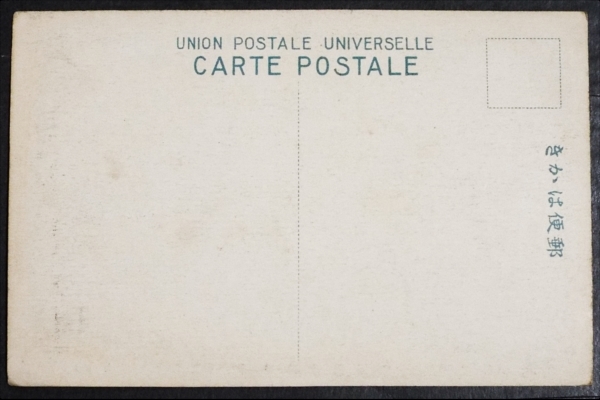 UNION POSTALE UNIVERSELLE
CARTE POSTALE
郵便はかき